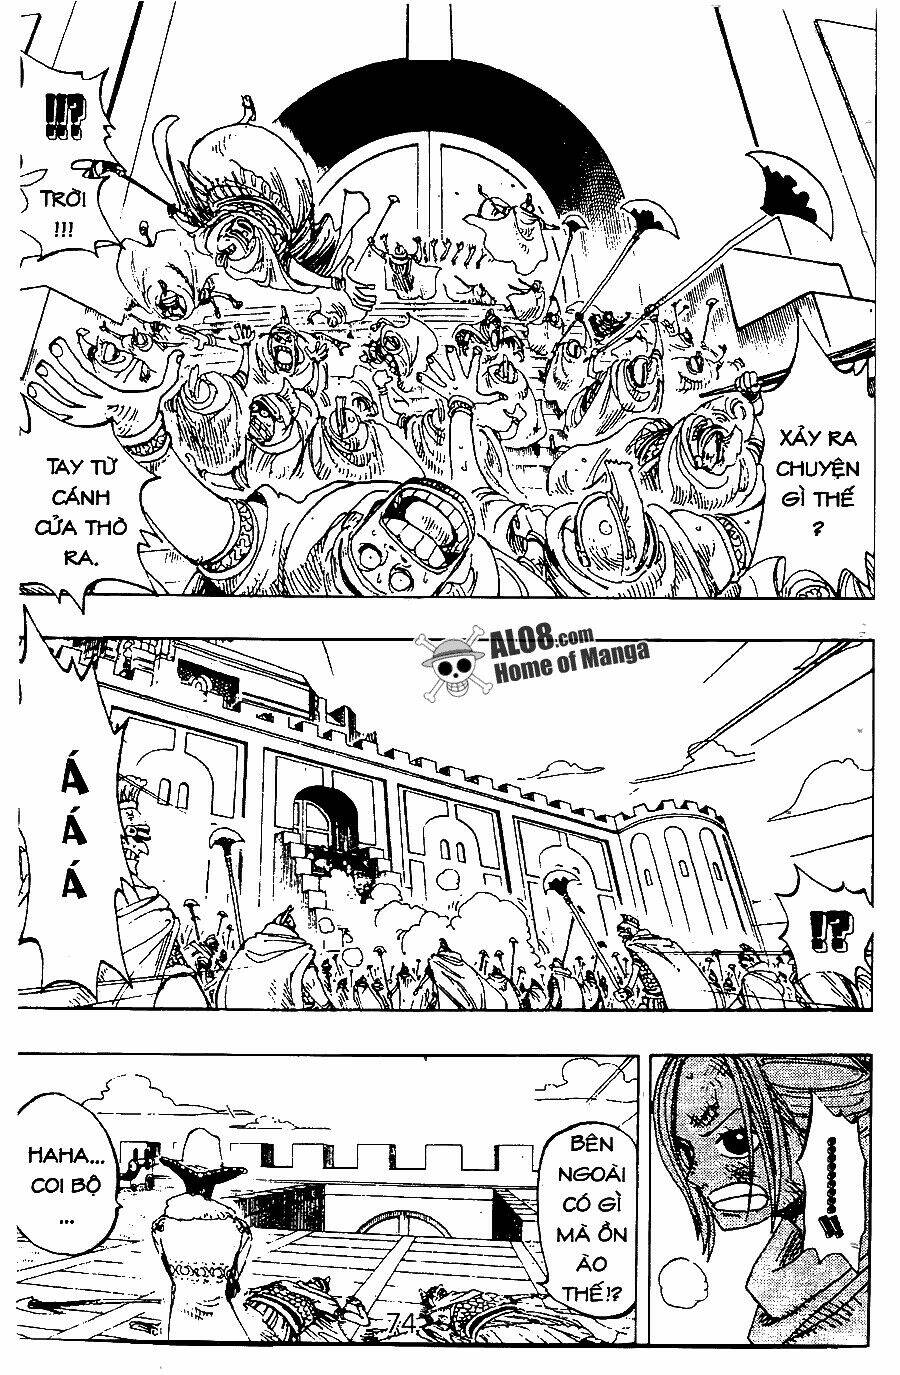 !!?
TRỜI
!!!
XẢY RA
CHUYỆN
GÌ THẾ
?
TAY TỪ
CÁNH
CỬA THÒ
RA.
ALO8.com
Home of Manga
Á
Á
Á
!?
HAHA...
COI BỘ
...
BÊN
NGOÀI
CÓ GÌ
MÀ ỒN
ÀO
THẾ!?
.........!!
74